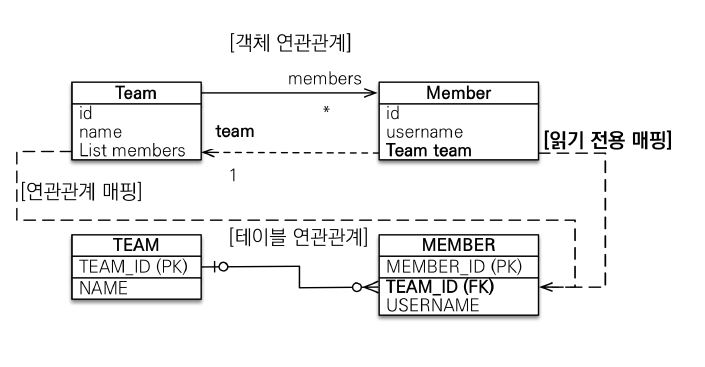 [객체 연관관계]
members
Team
Member
id
name
List members
*
team
1
id
username
Team team
[읽기 전용 매핑]
[연관관계 매핑]
[테이블 연관관계]
TEAM
TEAM_ID (PK)
NAME
MEMBER
MEMBER_ID (PK)
TEAM_ID (FK)
USERNAME